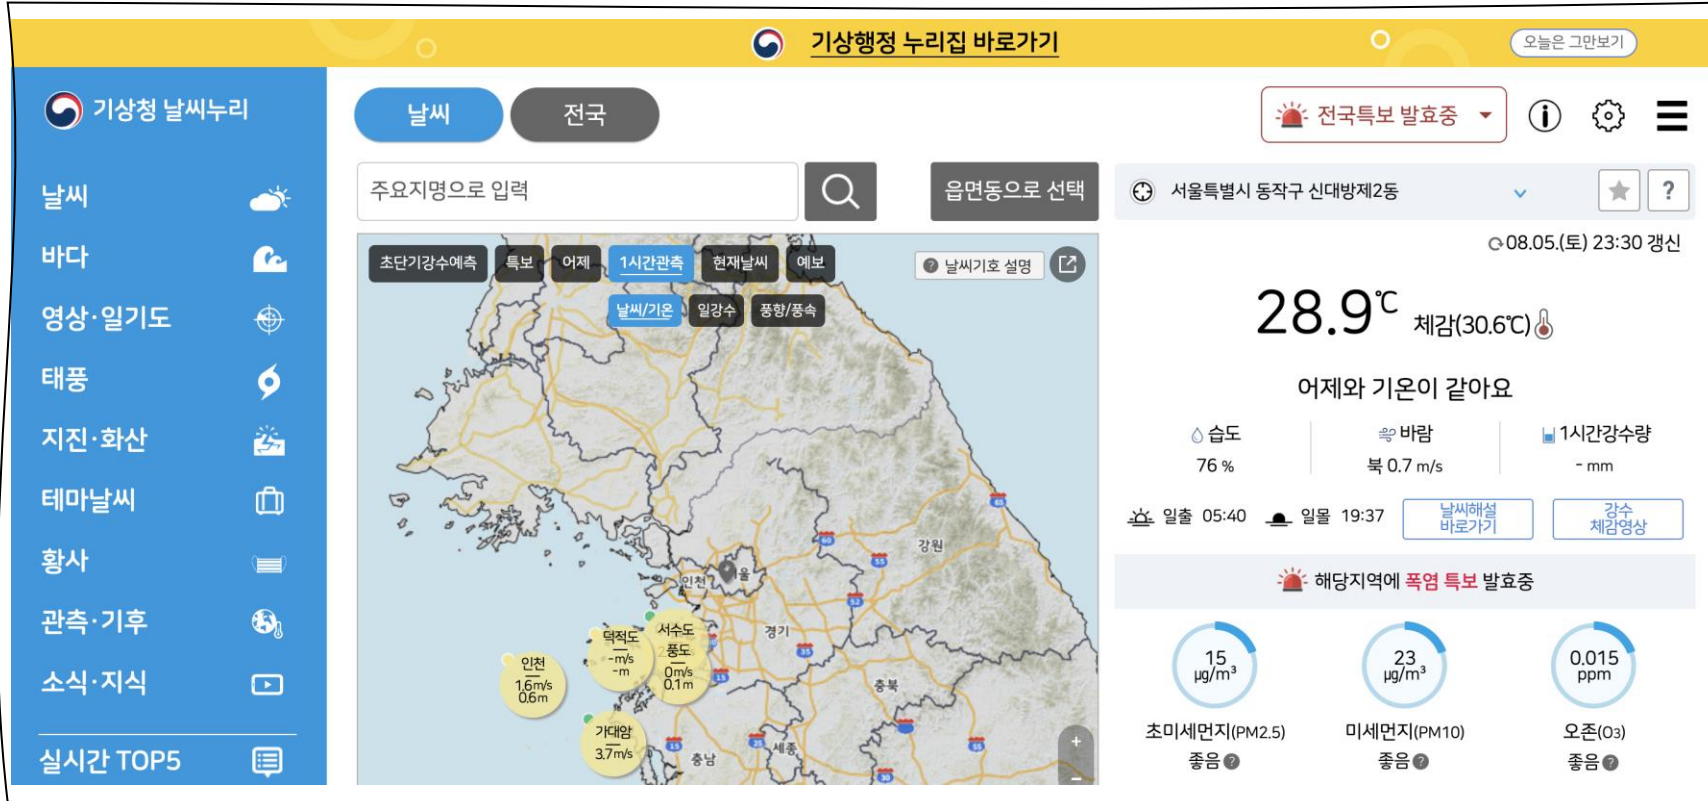 기상행정 누리집 바로가기
오늘은 그만보기
기상청 날씨누리
날씨
바다
영상·일기도
태풍
지진·화산
테마날씨
황사
관측·기후
소식·지식
실시간 TOP5
날씨 전국
전국특보 발효중
주요지명으로 입력
읍면동으로 선택
초단기강수예측 특보 어제 1시간관측 현재날씨 예보
날씨/기온 일강수 풍향/풍속
? 날씨기호 설명
강원
인천
경기
충북
충남
세종
덕적도
-m/s
-m
서수도
풍도
0m/s
0.1m
인천
1.6m/s
0.6m
가대암
3.7m/s
65
60
55
52
35
15
15
35
55
30
+
−
서울특별시 동작구 신대방제2동
?
08.05.(토) 23:30 갱신
28.9℃ 체감(30.6℃)
어제와 기온이 같아요
습도 바람 1시간강수량
76 % 북 0.7 m/s - mm
일출 05:40 일몰 19:37
날씨해설
바로가기
강수
체감영상
해당지역에 폭염 특보 발효중
15
µg/m³
초미세먼지(PM2.5)
좋음 ?
23
µg/m³
미세먼지(PM10)
좋음 ?
0.015
ppm
오존(O₃)
좋음 ?